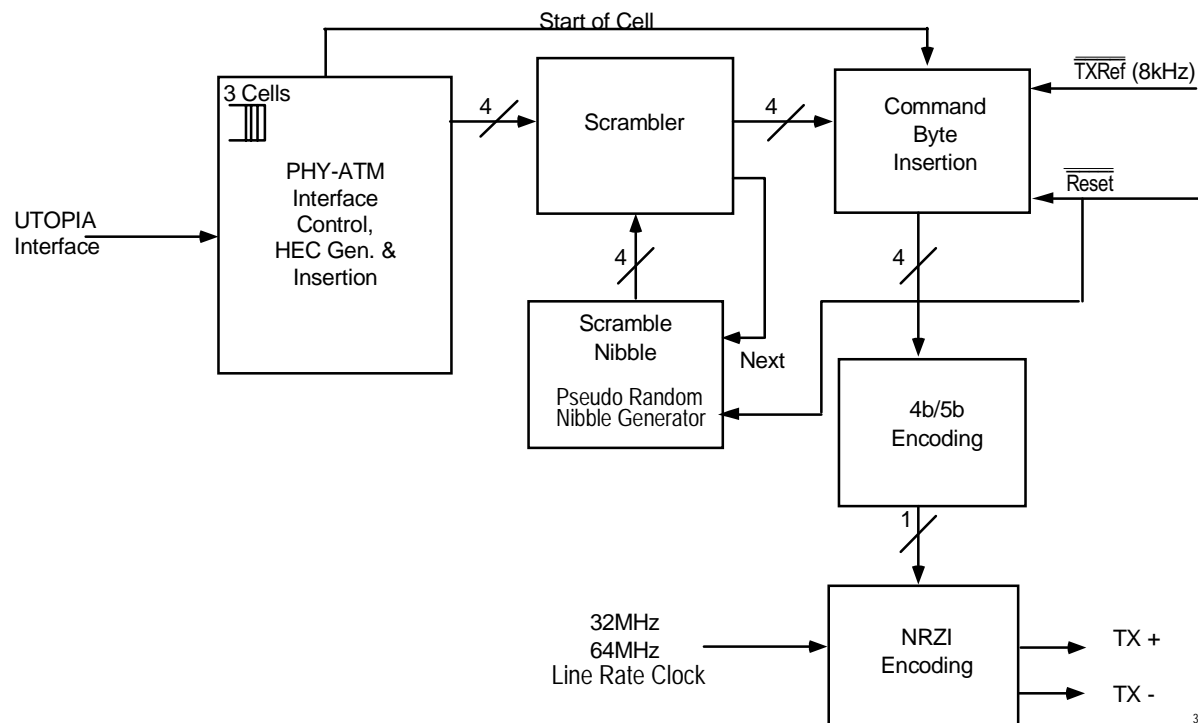 Start of Cell
3 Cells
PHY-ATM
Interface
Control,
HEC Gen. &
Insertion
UTOPIA
Interface
4
Scrambler
4
Command
Byte
Insertion
TXRef (8kHz)
Reset
4
Scramble
Nibble
Pseudo Random
Nibble Generator
Next
4
4b/5b
Encoding
1
32MHz
64MHz
Line Rate Clock
NRZI
Encoding
TX +
TX -
3